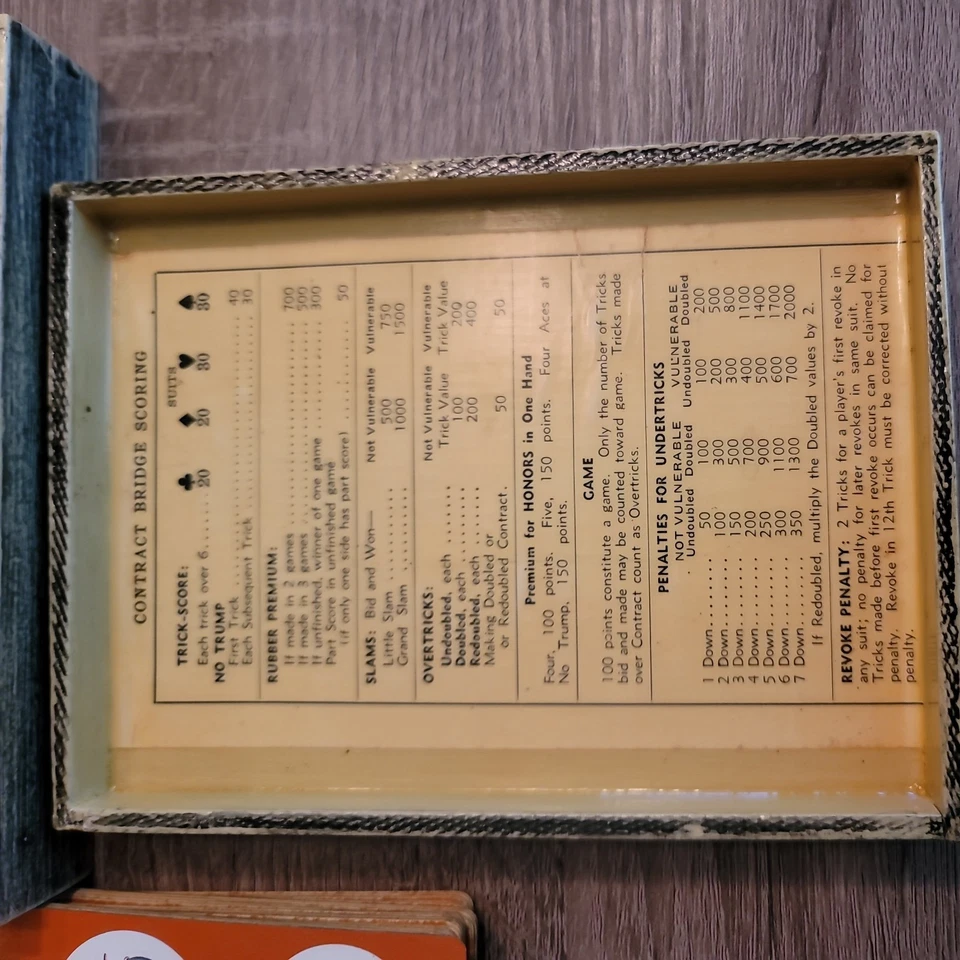 CONTRACT BRIDGE SCORING
SUITS
TRICK-SCORE: ♣ ♦ ♥ ♠
Each trick over 6...... 20 20 30 30
NO TRUMP
First Trick.................... 40
Each Subsequent Trick.................... 30
RUBBER PREMIUM:
If made in 2 games.................... 700
If made in 3 games.................... 500
If unfinished, winner of one game.................... 300
Part Score in unfinished game
(if only one side has part score).................... 50
SLAMS: Bid and Won— Not Vulnerable Vulnerable
Little Slam.................... 500 750
Grand Slam.................... 1000 1500
OVERTRICKS: Not Vulnerable Vulnerable
Undoubled, each........ Trick Value Trick Value
Doubled, each........ 100 200
Redoubled, each........ 200 400
Making Doubled or
or Redoubled Contract. 50 50
Premium for HONORS in One Hand
Four, 100 points. Five, 150 points. Four Aces at
No Trump, 150 points.
GAME
100 points constitute a game. Only the number of Tricks
bid and made may be counted toward game. Tricks made
over Contract count as Overtricks.
PENALTIES FOR UNDERTRICKS
NOT VULNERABLE VULNERABLE
Undoubled Doubled Undoubled Doubled
1 Down........ 50 100 100 200
2 Down........ 100 300 200 500
3 Down........ 150 500 300 800
4 Down........ 200 700 400 1100
5 Down........ 250 900 500 1400
6 Down........ 300 1100 600 1700
7 Down........ 350 1300 700 2000
If Redoubled, multiply the Doubled values by 2.
REVOKE PENALTY: 2 Tricks for a player's first revoke in
any suit; no penalty for later revokes in same suit. No
Tricks made before first revoke occurs can be claimed for
penalty. Revoke in 12th Trick must be corrected without
penalty.